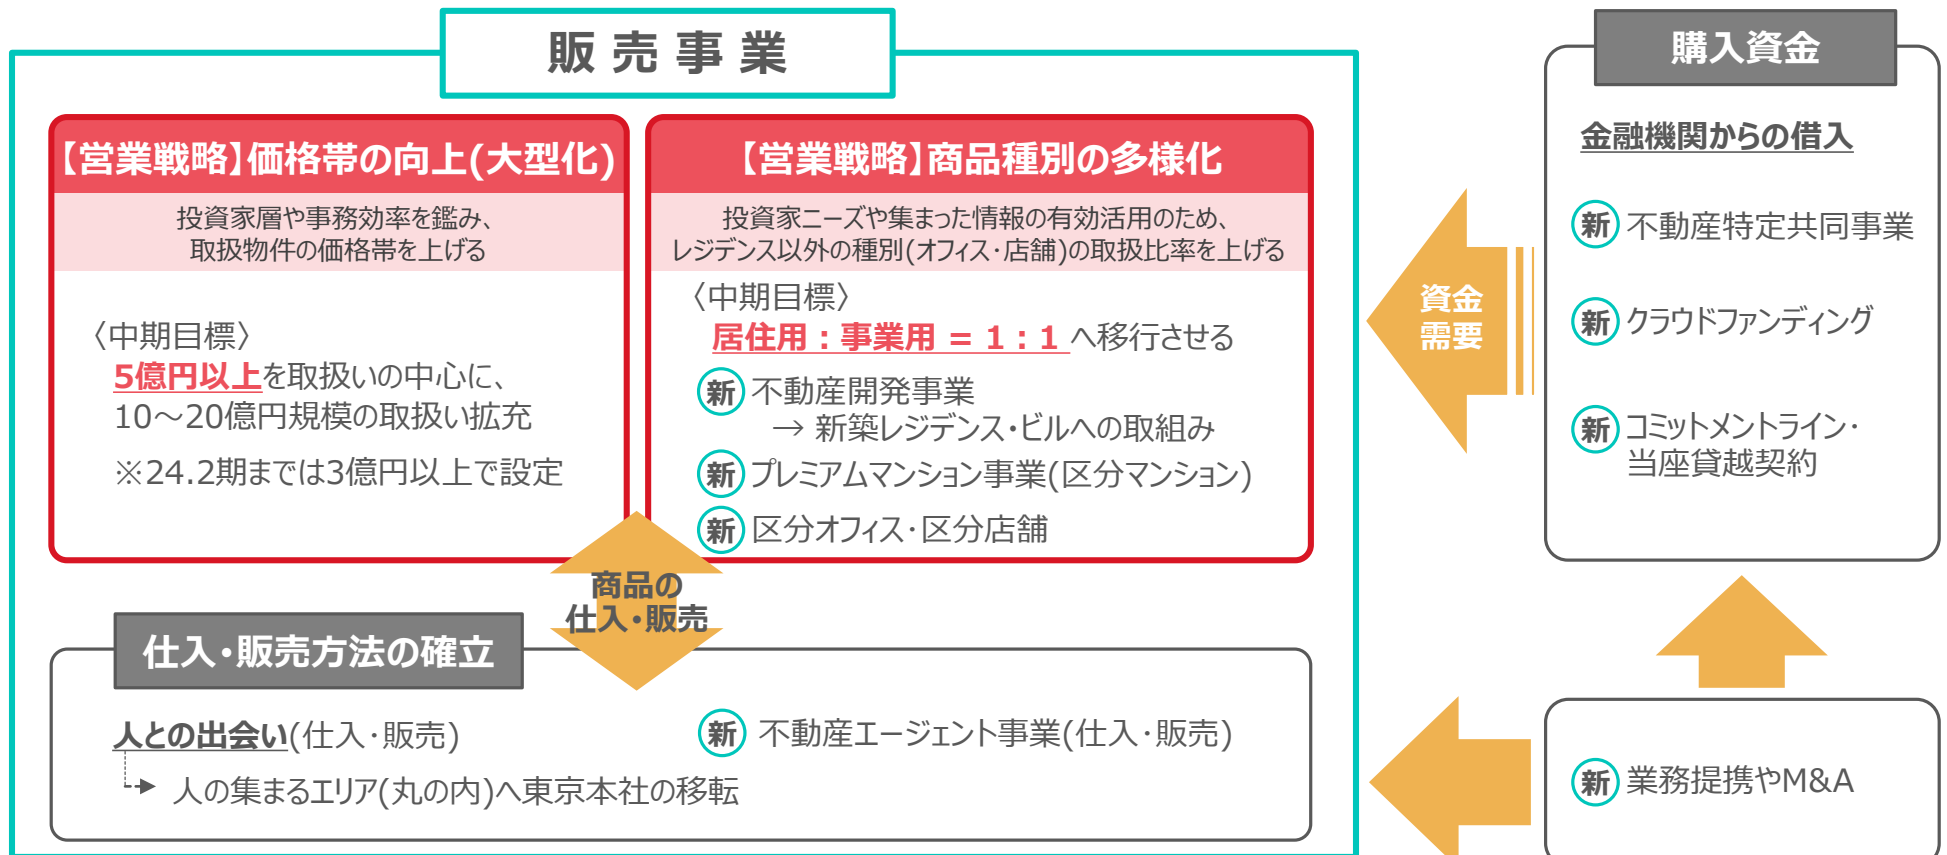 販売事業
【営業戦略】価格帯の向上(大型化)
投資家層や事務効率を鑑み、
取扱物件の価格帯を上げる
〈中期目標〉
5億円以上を取扱いの中心に、
10～20億円規模の取扱い拡充
※24.2期までは3億円以上で設定
【営業戦略】商品種別の多様化
投資家ニーズや集まった情報の有効活用のため、
レジデンス以外の種別(オフィス・店舗)の取扱比率を上げる
〈中期目標〉
居住用：事業用 = 1：1 へ移行させる
新 不動産開発事業
→ 新築レジデンス・ビルへの取組み
新 プレミアムマンション事業(区分マンション)
新 区分オフィス・区分店舗
商品の
仕入・販売
仕入・販売方法の確立
人との出会い(仕入・販売)
人の集まるエリア(丸の内)へ東京本社の移転
新 不動産エージェント事業(仕入・販売)
資金
需要
購入資金
金融機関からの借入
新 不動産特定共同事業
新 クラウドファンディング
新 コミットメントライン・
当座貸越契約
新 業務提携やM&A